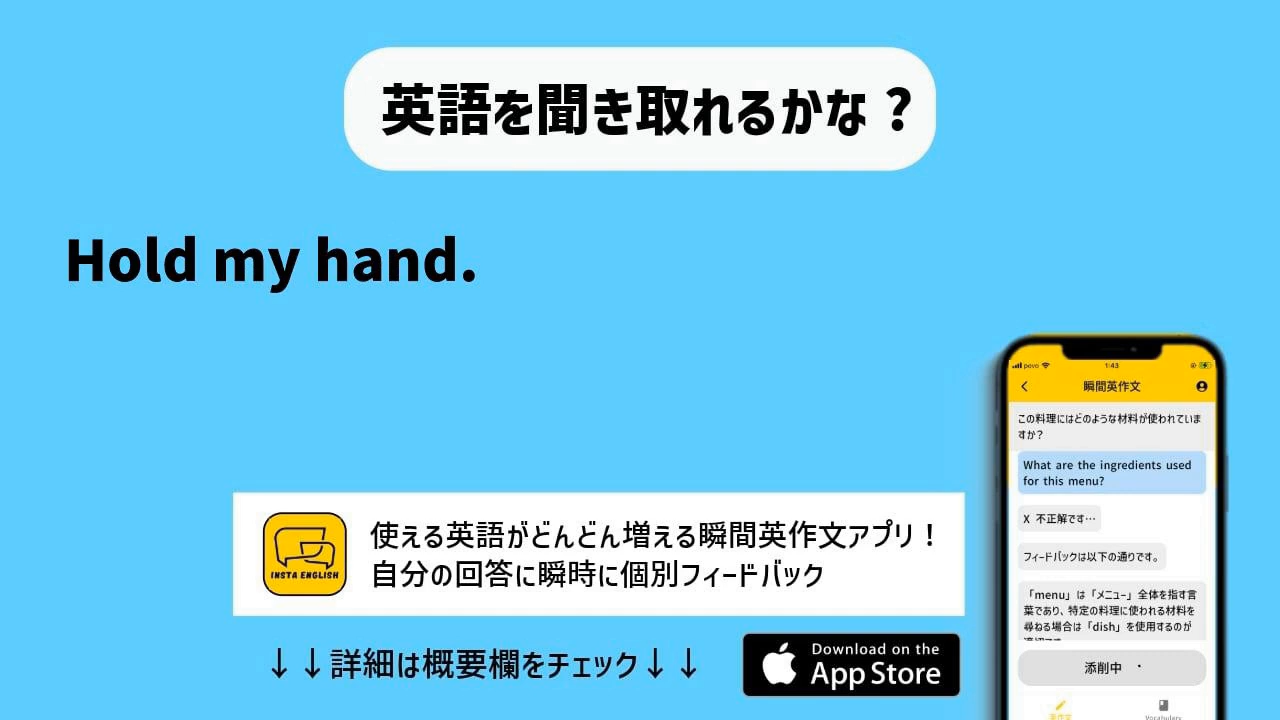 英語を聞き取れるかな？
Hold my hand.
povo 1:43
瞬間英作文
この料理にはどのような材料が使われていま
すか？
What are the ingredients used
for this menu?
X 不正解です…
フィードバックは以下の通りです。
「menu」は「メニュー」全体を指す言
葉であり、特定の料理に使われる材料を
尋ねる場合は「dish」を使用するのが
添削中 ・
英作文 Vocabulary
INSTA ENGLISH
使える英語がどんどん増える瞬間英作文アプリ！
自分の回答に瞬時に個別フィードバック
↓↓詳細は概要欄をチェック↓↓
Download on the
App Store